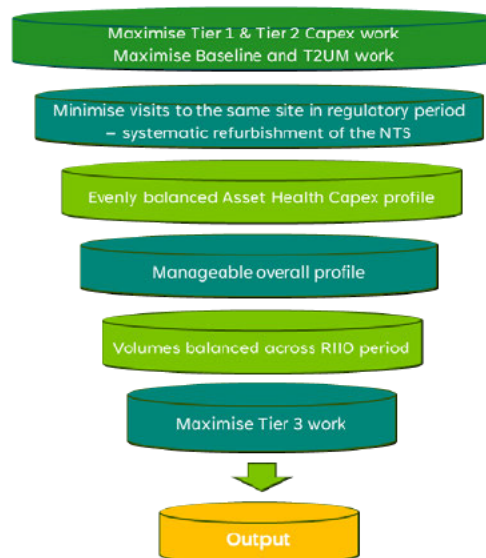 Maximise Tier 1 & Tier 2 Capex work
Maximise Baseline and T2UM work
Minimise visits to the same site in regulatory period
– systematic refurbishment of the NTS
Evenly balanced Asset Health Capex profile
Manageable overall profile
Volumes balanced across RIIO period
Maximise Tier 3 work
Output